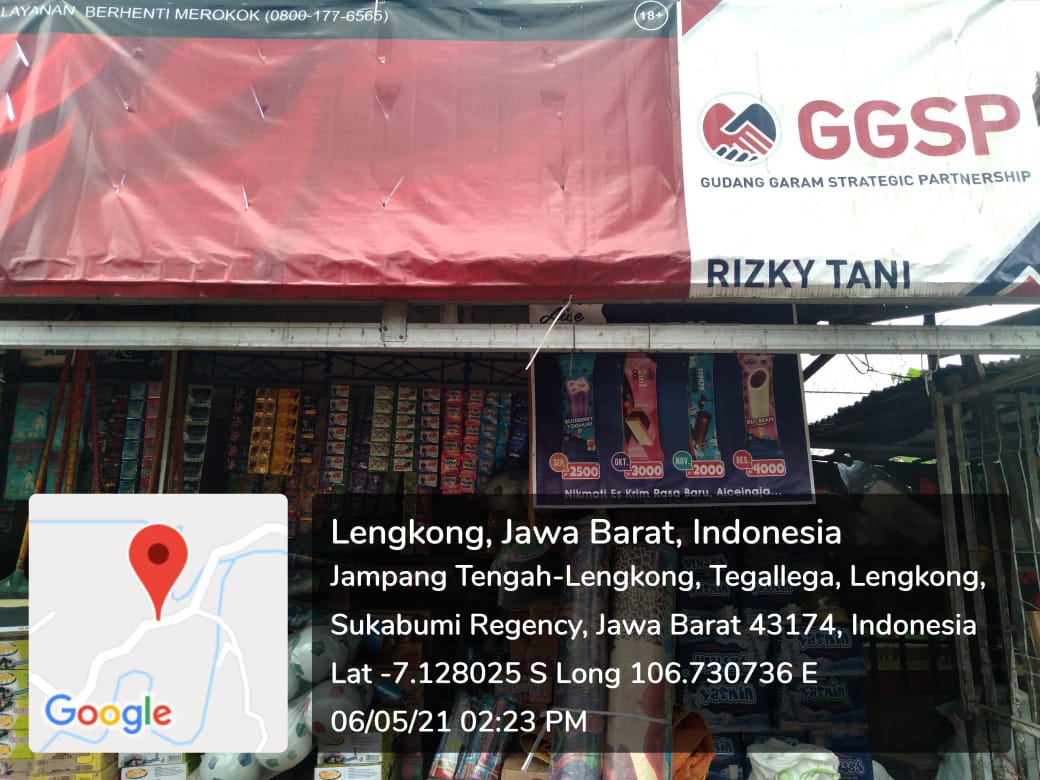 LAYANAN BERHENTI MEROKOK (0800-177-6565)
18+
GGSP
GUDANG GARAM STRATEGIC PARTNERSHIP
RIZKY TANI
Aice
2in1
BLUEBERRY
YOGHURT
RED BEAN
SEP. 2500
OKT. 3000
NOV. 2000
DES. 4000
Nikmati Es Krim Rasa Baru, Aiceinaja...
Lengkong, Jawa Barat, Indonesia
Jampang Tengah-Lengkong, Tegallega, Lengkong,
Sukabumi Regency, Jawa Barat 43174, Indonesia
Lat -7.128025 S Long 106.730736 E
06/05/21 02:23 PM
Google
Yasmin